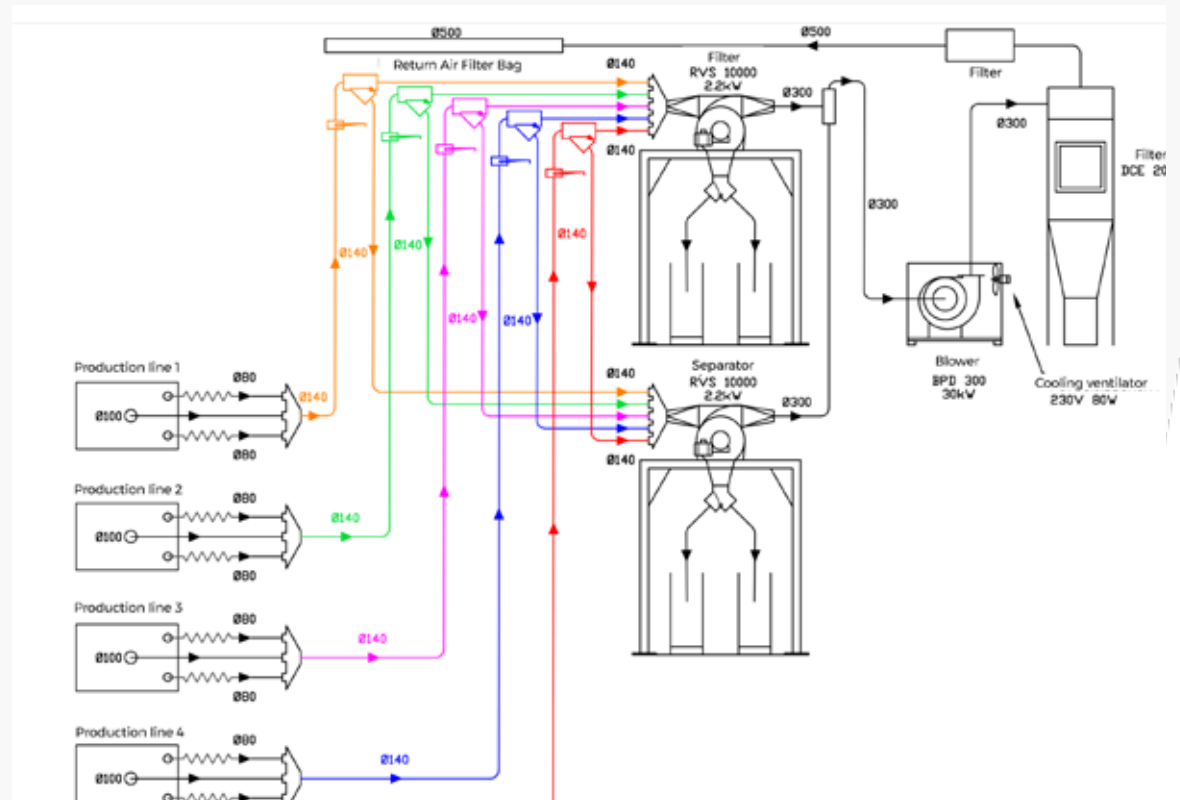 Ø500
Ø500
Return Air Filter Bag
Ø140
Filter
RVS 10000
2.2kW
Ø300
Filter
Ø300
Filter
DCE 20
Ø140
Ø300
Ø140
Ø140
Ø140
Ø140
Ø140
Blower
BPD 300
30kW
Cooling ventilator
230V 80W
Separator
RVS 10000
2.2kW
Ø140
Ø300
Ø140
Production line 1
Ø80
Ø100
Ø140
Ø80
Production line 2
Ø80
Ø100
Ø140
Ø80
Production line 3
Ø80
Ø100
Ø140
Ø80
Production line 4
Ø80
Ø100
Ø140